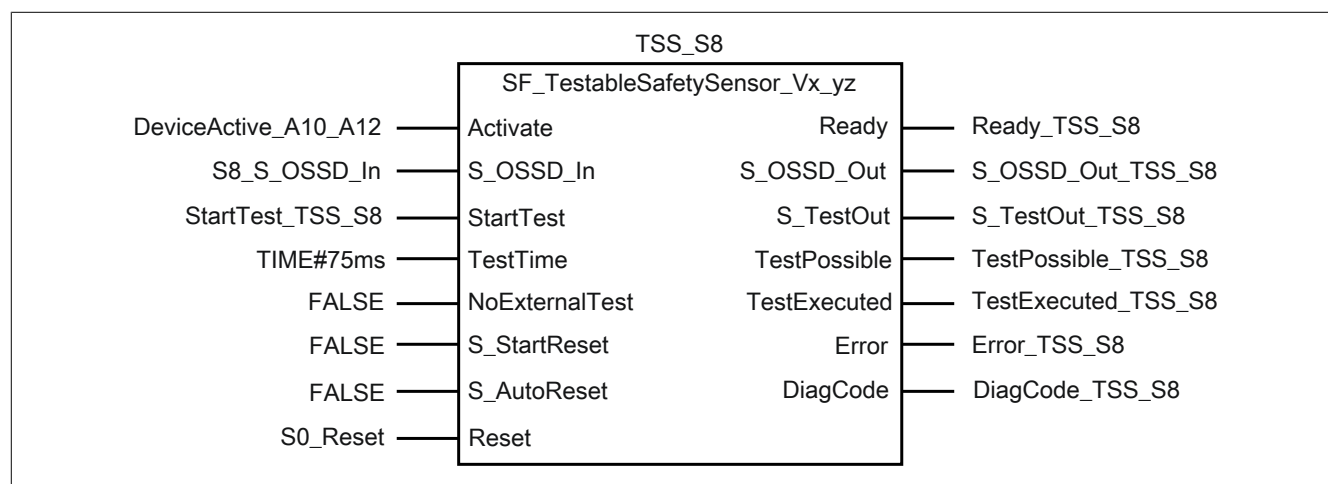 TSS_S8
SF_TestableSafetySensor_Vx_yz
DeviceActive_A10_A12 Activate Ready Ready_TSS_S8
S8_S_OSSD_In S_OSSD_In S_OSSD_Out S_OSSD_Out_TSS_S8
StartTest_TSS_S8 StartTest S_TestOut S_TestOut_TSS_S8
TIME#75ms TestTime TestPossible TestPossible_TSS_S8
FALSE NoExternalTest TestExecuted TestExecuted_TSS_S8
FALSE S_StartReset Error Error_TSS_S8
FALSE S_AutoReset DiagCode DiagCode_TSS_S8
S0_Reset Reset